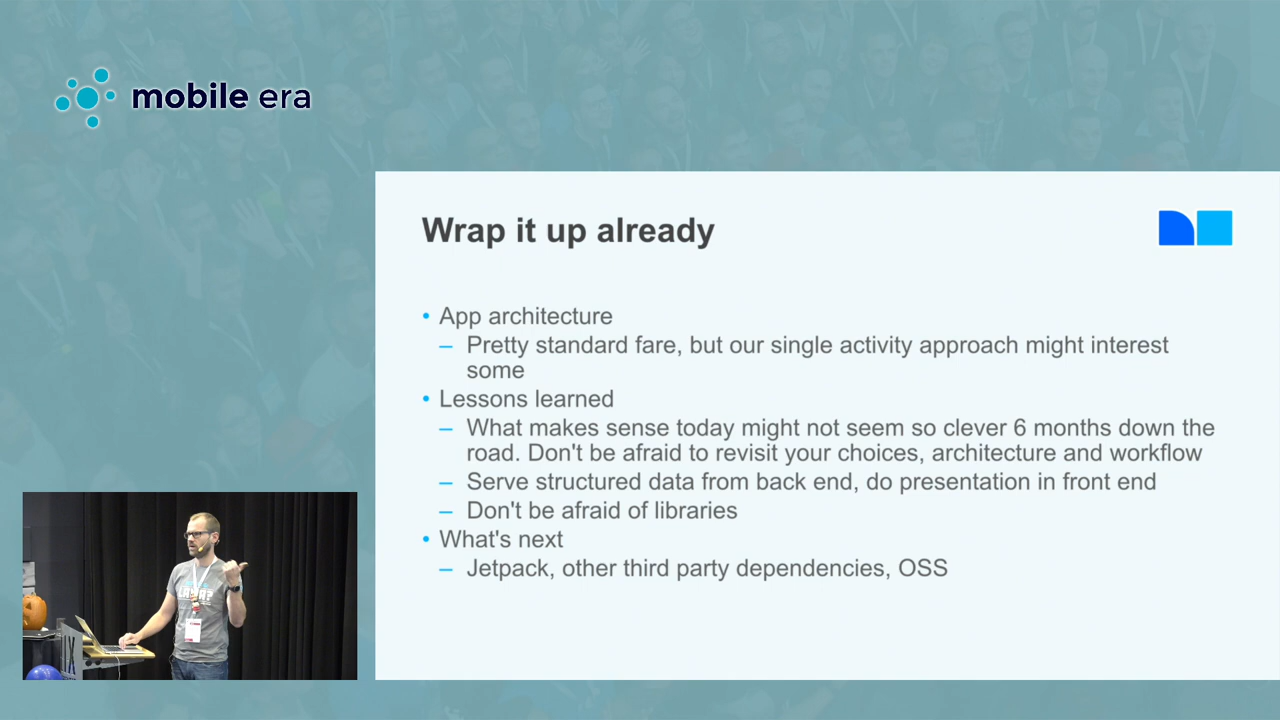 mobile era
Wrap it up already
• App architecture
– Pretty standard fare, but our single activity approach might interest
some
• Lessons learned
– What makes sense today might not seem so clever 6 months down the
road. Don't be afraid to revisit your choices, architecture and workflow
– Serve structured data from back end, do presentation in front end
– Don't be afraid of libraries
• What's next
– Jetpack, other third party dependencies, OSS